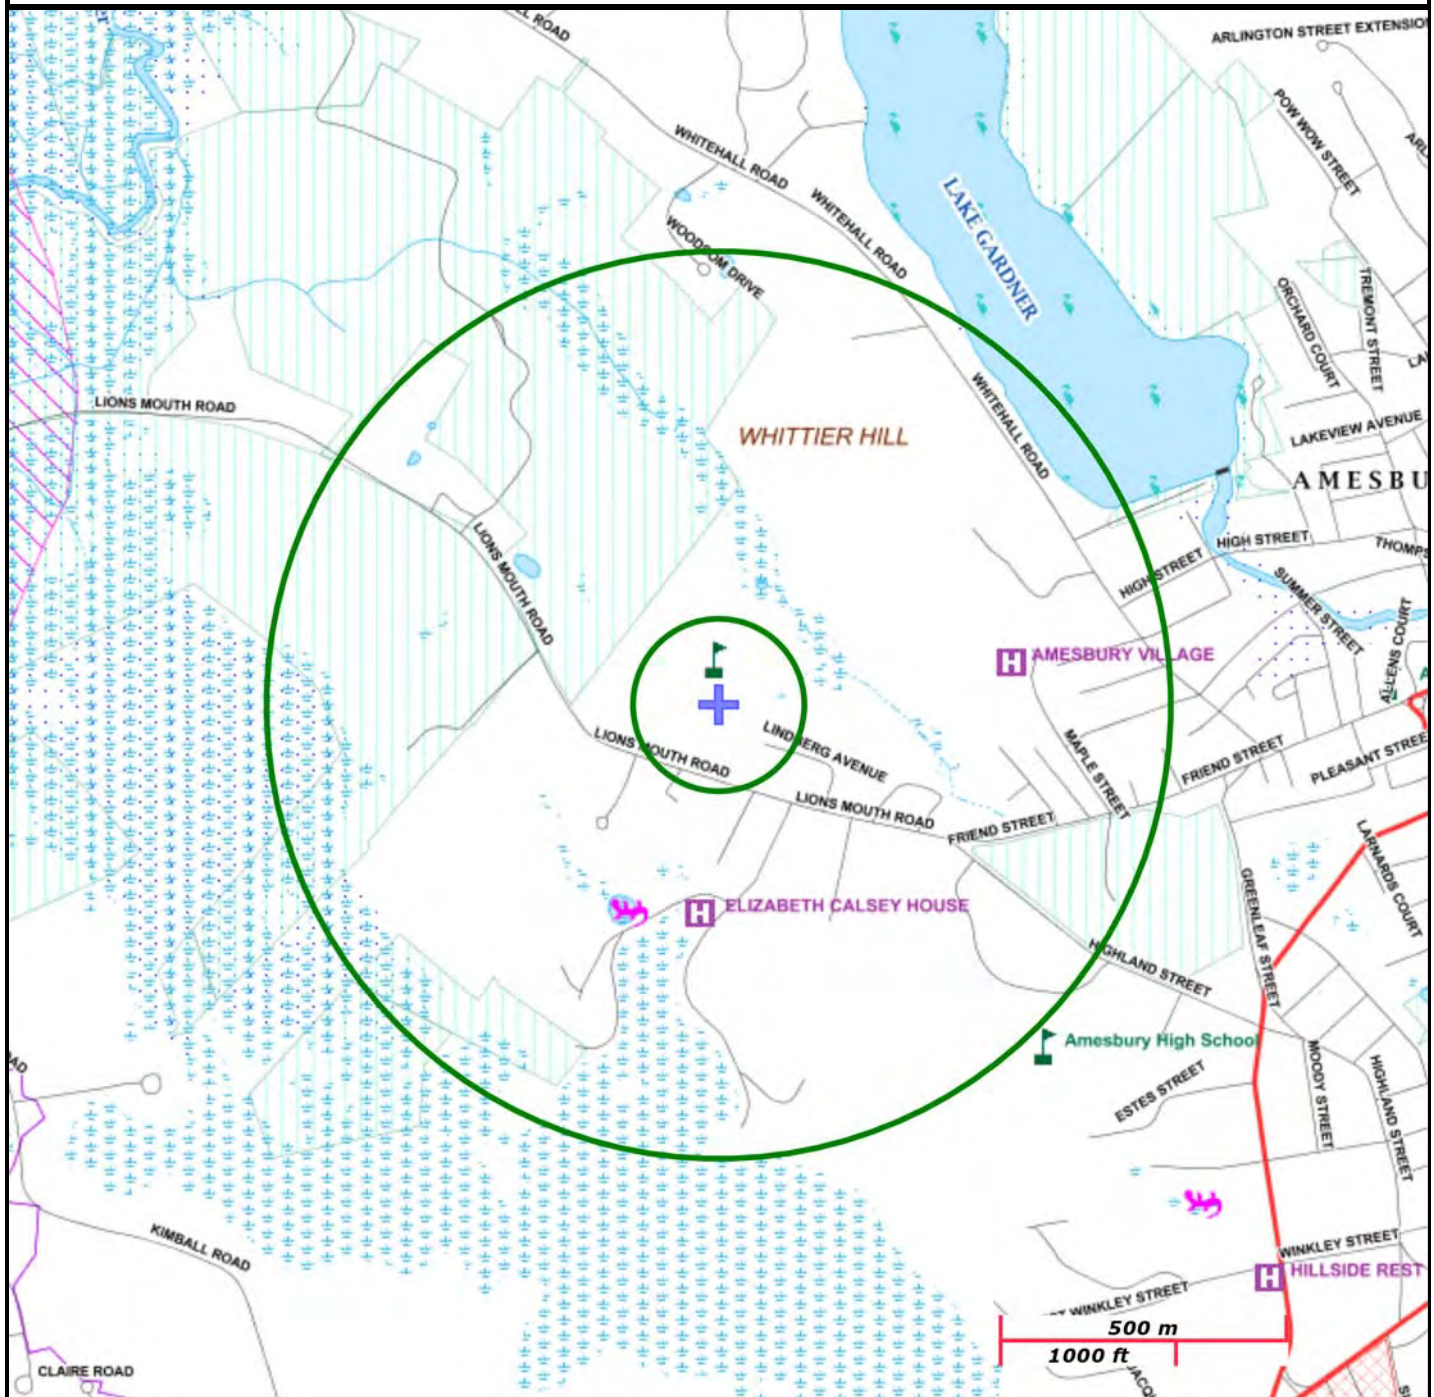 ARLINGTON STREET EXTENSIO
POW WOW STREET
WHITEHALL ROAD
WHITEHALL ROAD
LAKE GARDNER
WOODSOM DRIVE
ORCHARD COURT
TREMONT STREET
WHITEHALL ROAD
LIONS MOUTH ROAD
LAKEVIEW AVENUE
WHITTIER HILL
AMESBU
HIGH STREET
HIGH STREET
THOMPS
LIONS MOUTH ROAD
SUMMER STREET
ALLENS COURT
AMESBURY VILLAGE
LINDBERG AVENUE
LIONS MOUTH ROAD
MAPLE STREET
FRIEND STREET
PLEASANT STREE
LIONS MOUTH ROAD
FRIEND STREET
LARNARDS COURT
GREENLEAF STREET
ELIZABETH CALSEY HOUSE
HIGHLAND STREET
Amesbury High School
MOODY STREET
HIGHLAND STREET
ESTES STREET
KIMBALL ROAD
WINKLEY STREET
HILLSIDE REST
WINKLEY STREET
500 m
1000 ft
CLAIRE ROAD